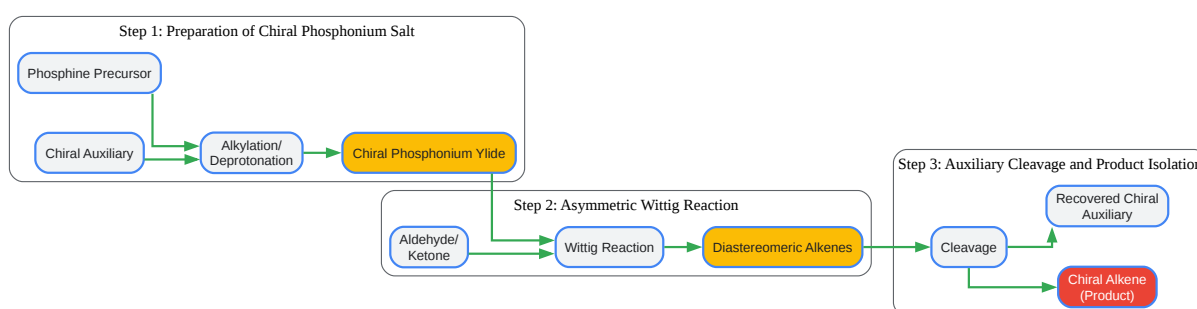 Step 1: Preparation of Chiral Phosphonium Salt
Phosphine Precursor
Chiral Auxiliary
Alkylation/
Deprotonation
Chiral Phosphonium Ylide
Step 2: Asymmetric Wittig Reaction
Aldehyde/
Ketone
Wittig Reaction
Diastereomeric Alkenes
Step 3: Auxiliary Cleavage and Product Isolation
Cleavage
Recovered Chiral
Auxiliary
Chiral Alkene
(Product)